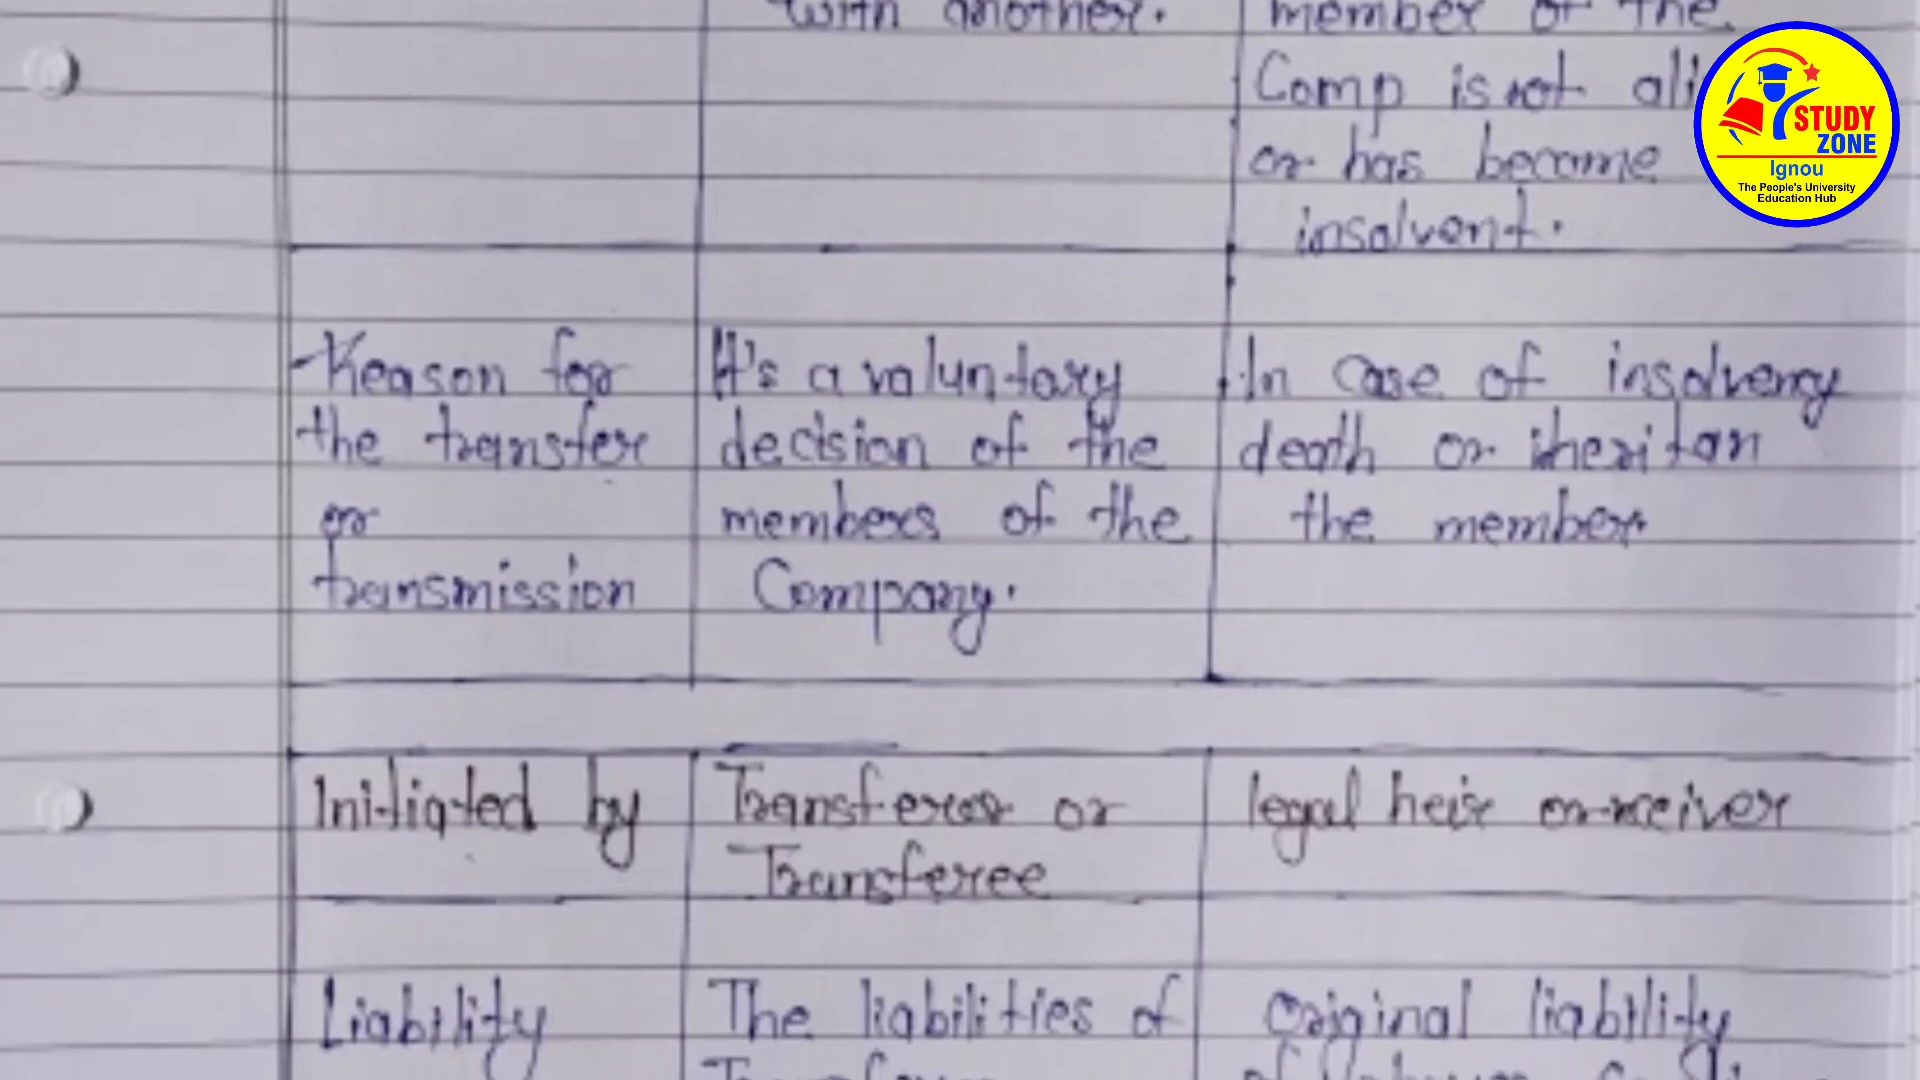 with another.
member of the
Comp is not
or has become
insolvent.
Reason for
the transfer
or
transmission
It's a voluntary
decision of the
members of the
Company.
In case of insolvency
death or iheritan
the member
Initiated by
Transferor or
Transferee
legal heir or receiver
Liability
The liabilities of
Original liability
STUDY
ZONE
Ignou
The People's University
Education Hub